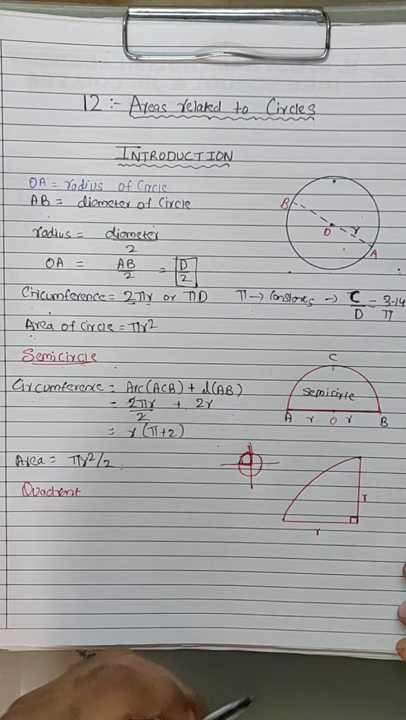 12 :- Areas related to Circles
INTRODUCTION
OA = radius of Circle
AB = diameter of Circle
radius = diameter
2
OA = AB/2 = D/2
Circumference = 2πr or πD π → Constant → C/D = 3.14
π
Area of circle = πr²
B
O
r
A
Semicircle
Circumference = Arc(ACB) + d(AB)
= 2πr/2 + 2r
= r(π+2)
C
Semicircle
A r O r B
Area = πr²/2
Quadrent
r
r